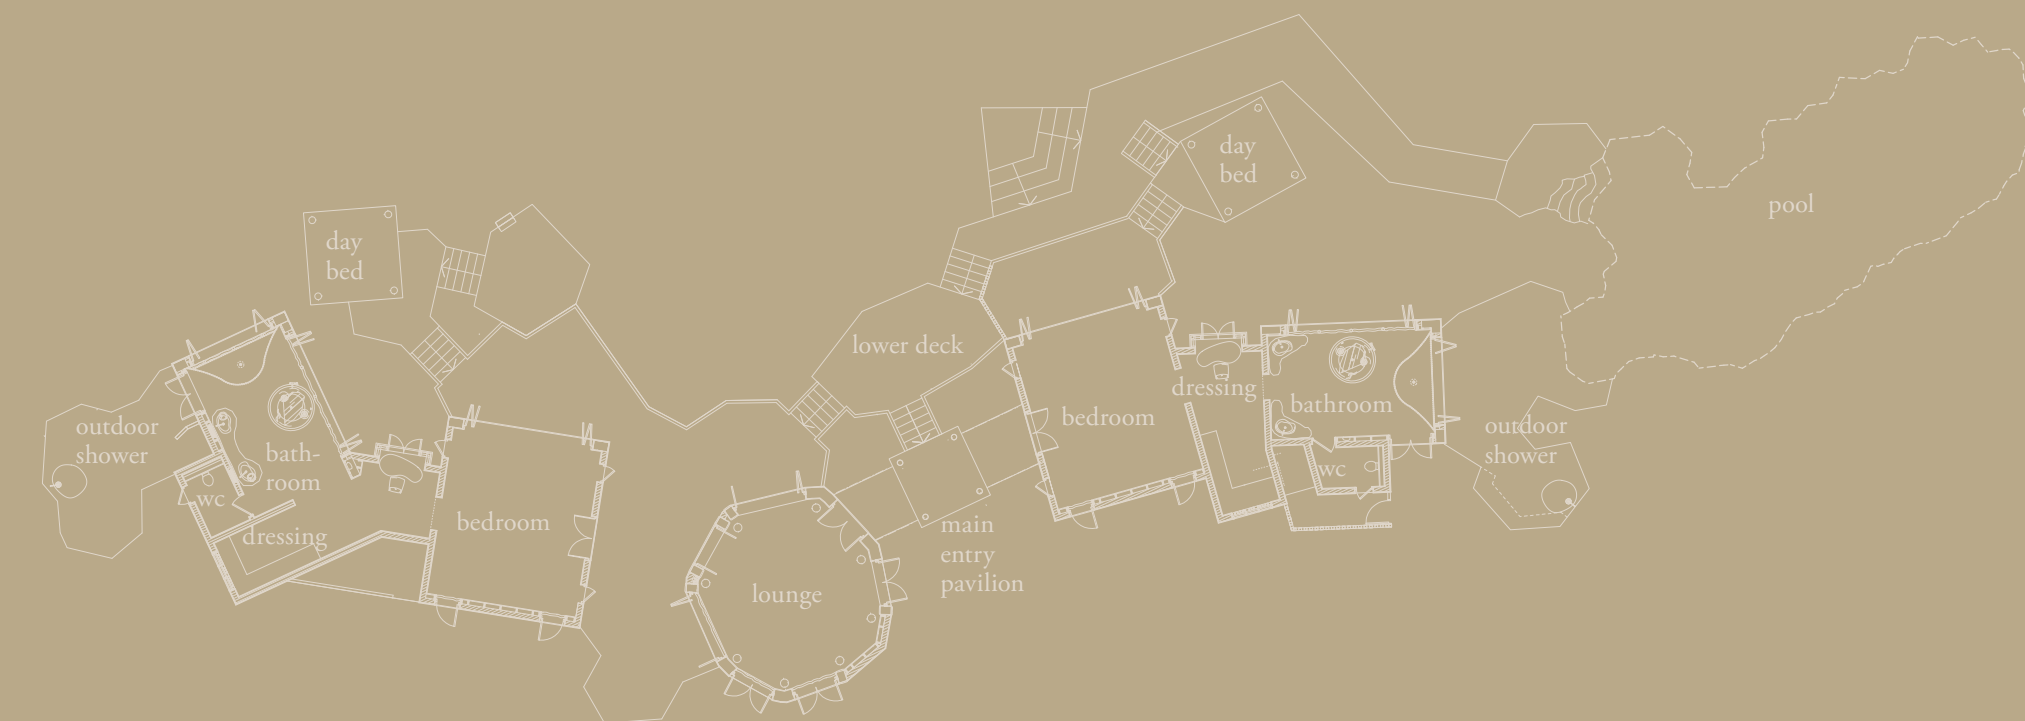 day
bed
pool
day
bed
lower deck
dressing
bathroom
bedroom
outdoor
shower
outdoor
shower
bath-
room
wc
wc
bedroom
main
entry
pavilion
dressing
lounge